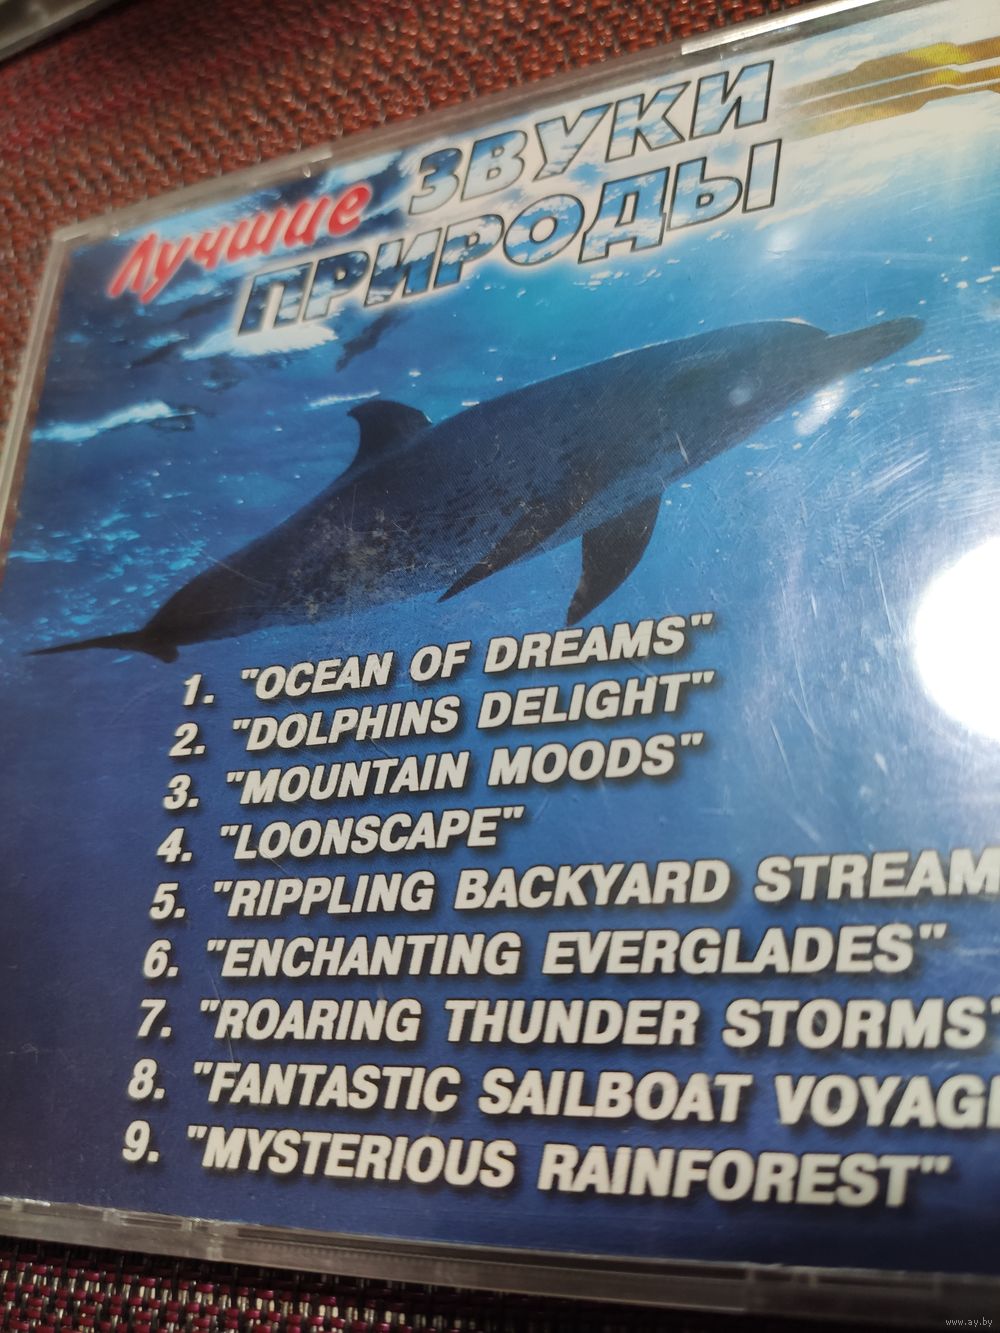 Лучшие ЗВУКИ
ПРИРОДЫ
1. "OCEAN OF DREAMS"
2. "DOLPHINS DELIGHT"
3. "MOUNTAIN MOODS"
4. "LOONSCAPE"
5. "RIPPLING BACKYARD STREAM
6. "ENCHANTING EVERGLADES"
7. "ROARING THUNDER STORMS"
8. "FANTASTIC SAILBOAT VOYAG
9. "MYSTERIOUS RAINFOREST"
www.ay.by